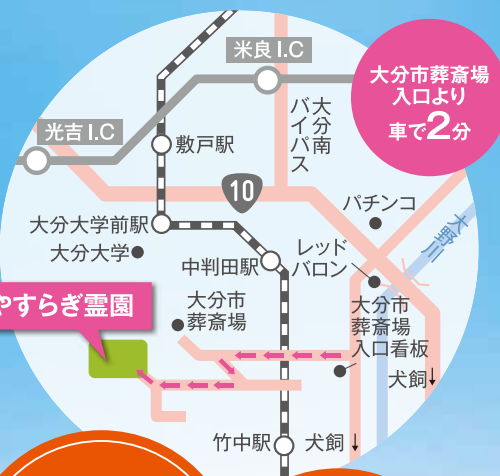 米良I.C
大分市葬斎場
入口より
車で2分
光吉I.C
敷戸駅
大分南
バイパス
10
パチンコ
大分大学前駅
大分大学
大野川
中判田駅
レッド
バロン
やすらぎ霊園
大分市
葬斎場
大分市
葬斎場
入口看板
犬飼↓
竹中駅
犬飼↓